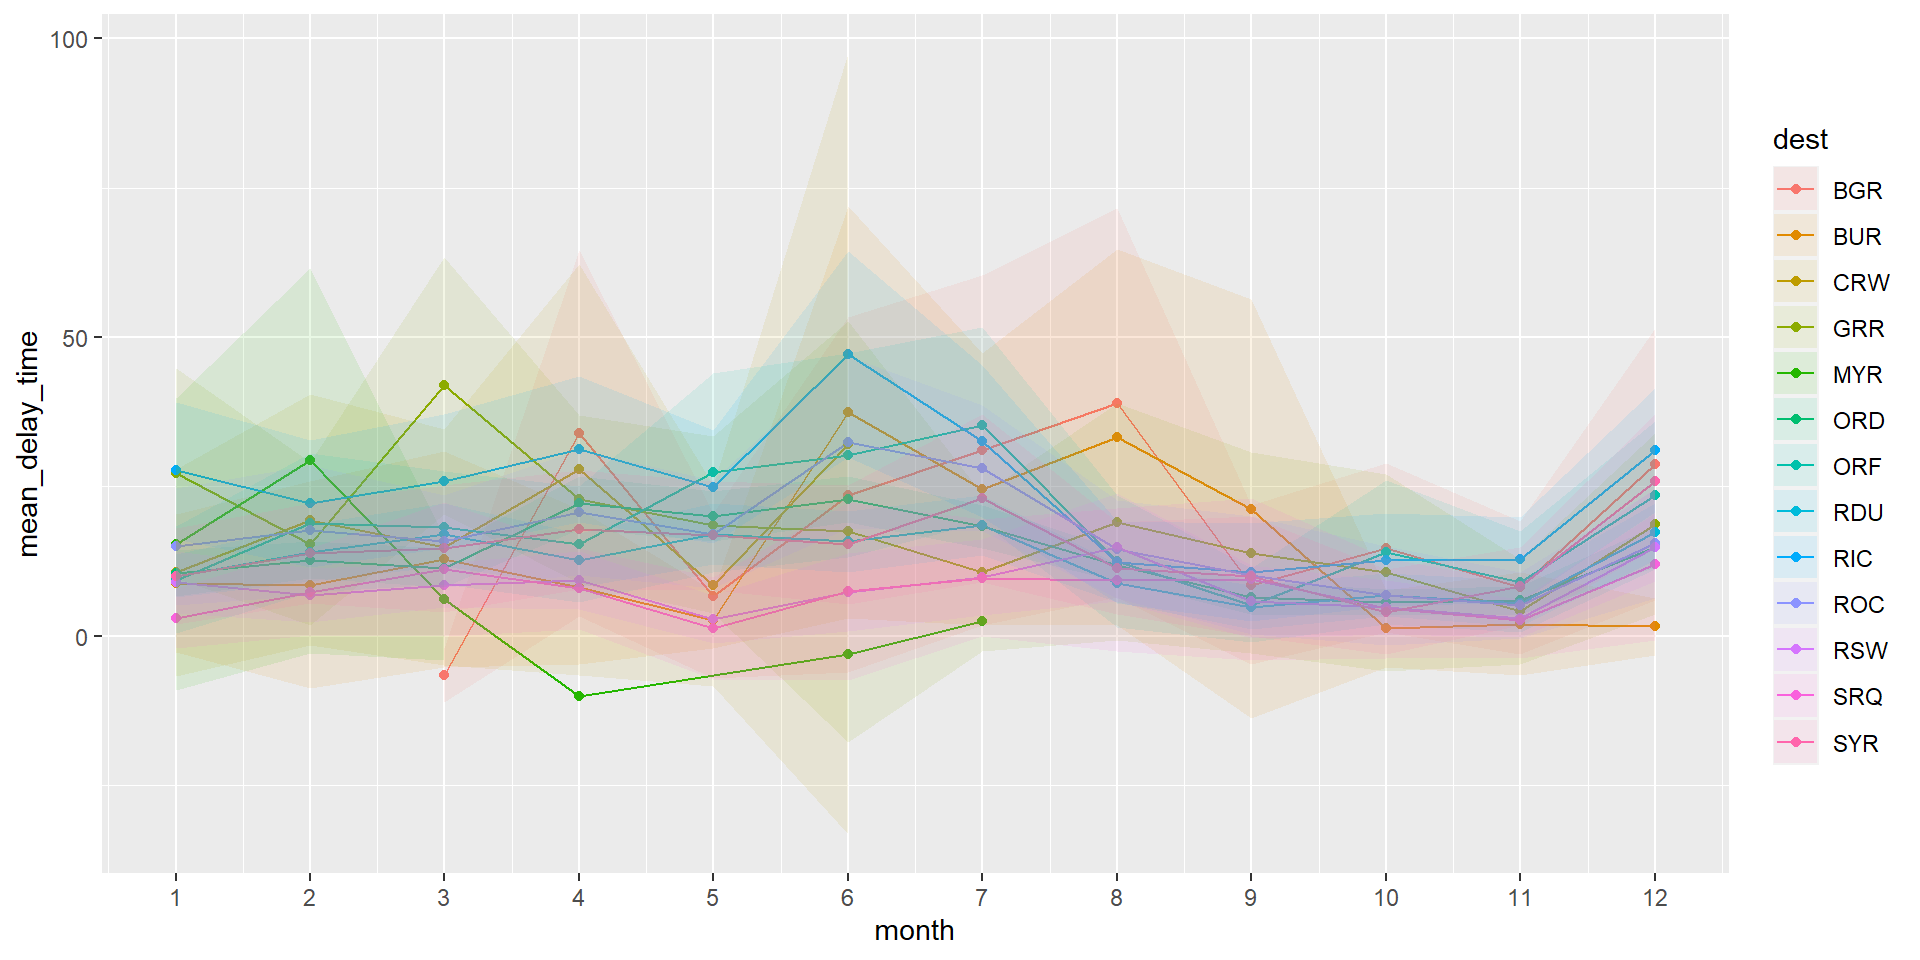 100
50
0
mean_delay_time
1 2 3 4 5 6 7 8 9 10 11 12
month
dest
BGR
BUR
CRW
GRR
MYR
ORD
ORF
RDU
RIC
ROC
RSW
SRQ
SYR